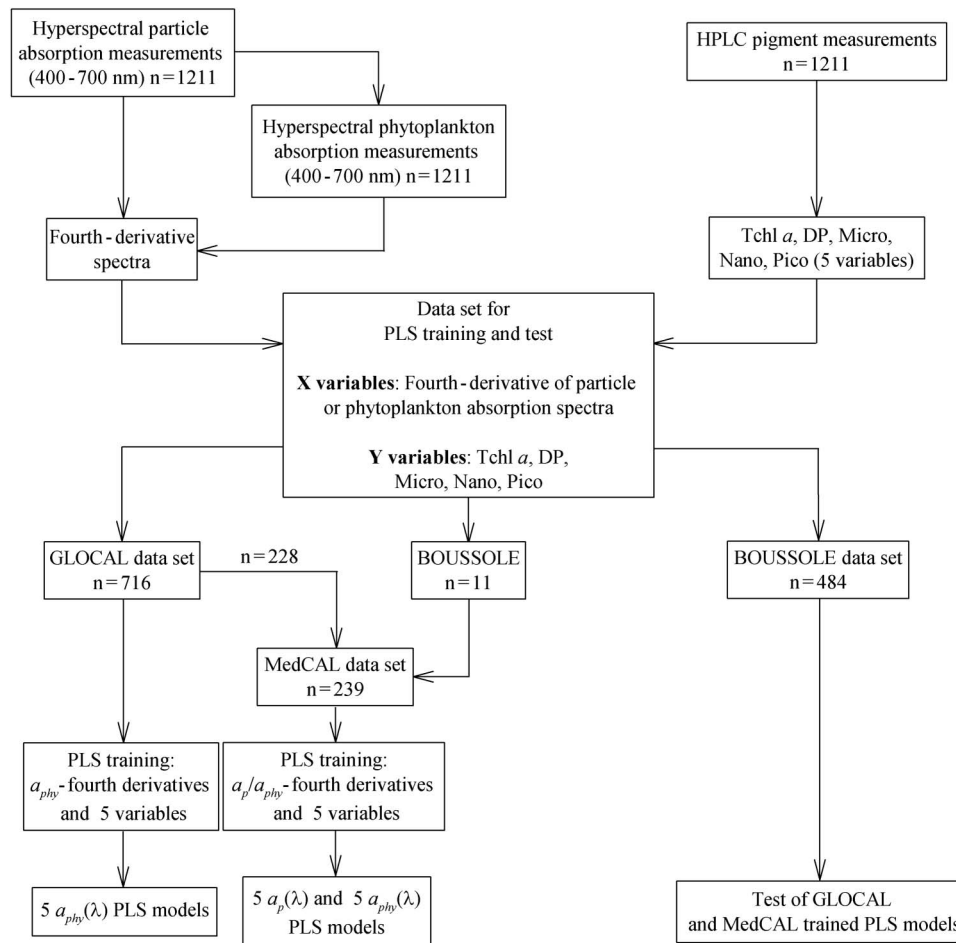 Hyperspectral particle
absorption measurements
(400-700 nm) n=1211
HPLC pigment measurements
n=1211
Hyperspectral phytoplankton
absorption measurements
(400-700 nm) n=1211
Fourth-derivative
spectra
Tchl a, DP, Micro,
Nano, Pico (5 variables)
Data set for
PLS training and test
X variables: Fourth-derivative of particle
or phytoplankton absorption spectra
Y variables: Tchl a, DP,
Micro, Nano, Pico
GLOCAL data set
n=716
n=228
BOUSSOLE
n=11
BOUSSOLE data set
n=484
MedCAL data set
n=239
PLS training:
aphy-fourth derivatives
and 5 variables
PLS training:
ap/aphy-fourth derivatives
and 5 variables
5 aphy(λ) PLS models
5 ap(λ) and 5 aphy(λ)
PLS models
Test of GLOCAL
and MedCAL trained PLS models